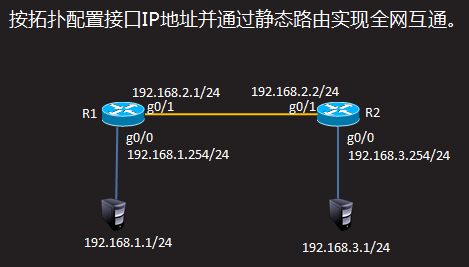 按拓扑配置接口IP地址并通过静态路由实现全网互通。
192.168.2.1/24
192.168.2.2/24
R1
g0/1
g0/1
R2
g0/0
g0/0
192.168.1.254/24
192.168.3.254/24
192.168.1.1/24
192.168.3.1/24